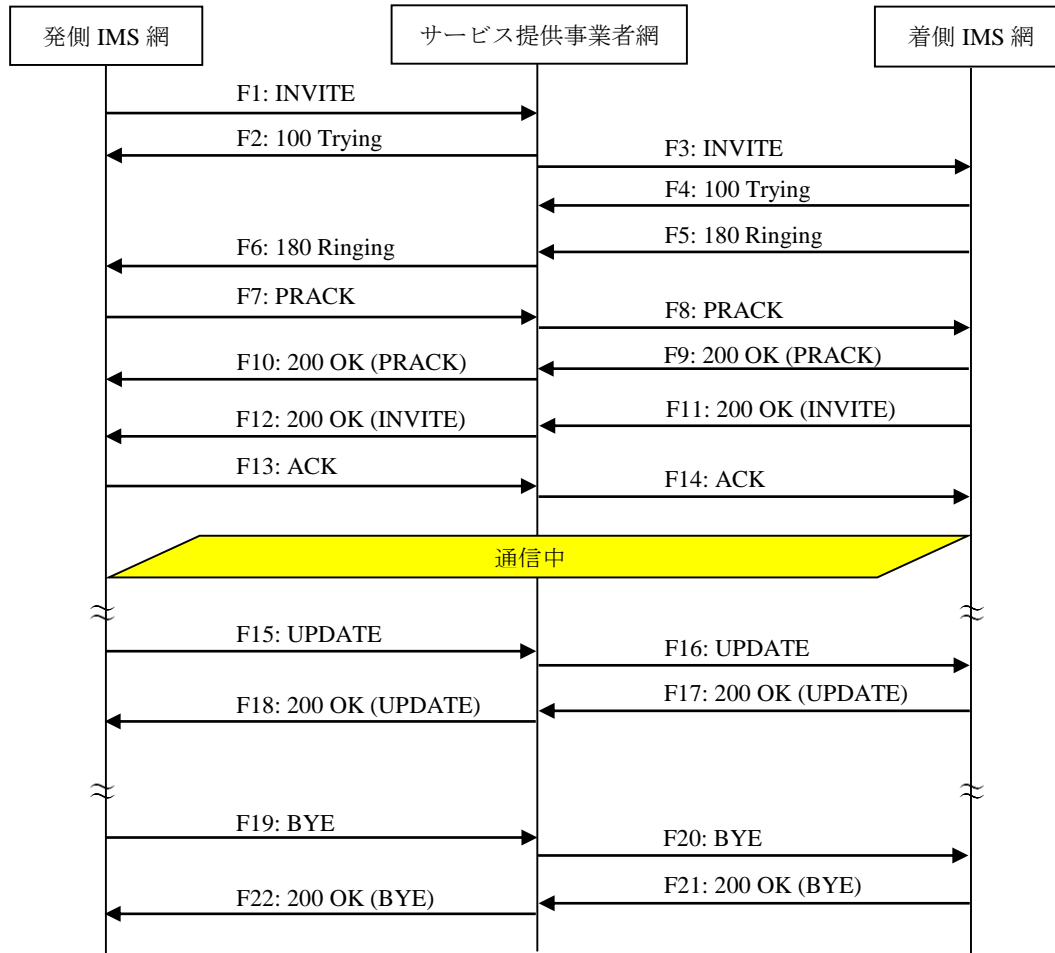 発側 IMS 網
サービス提供事業者網
着側 IMS 網
F1: INVITE
F2: 100 Trying
F3: INVITE
F4: 100 Trying
F5: 180 Ringing
F6: 180 Ringing
F7: PRACK
F8: PRACK
F9: 200 OK (PRACK)
F10: 200 OK (PRACK)
F11: 200 OK (INVITE)
F12: 200 OK (INVITE)
F13: ACK
F14: ACK
通信中
F15: UPDATE
F16: UPDATE
F17: 200 OK (UPDATE)
F18: 200 OK (UPDATE)
F19: BYE
F20: BYE
F21: 200 OK (BYE)
F22: 200 OK (BYE)